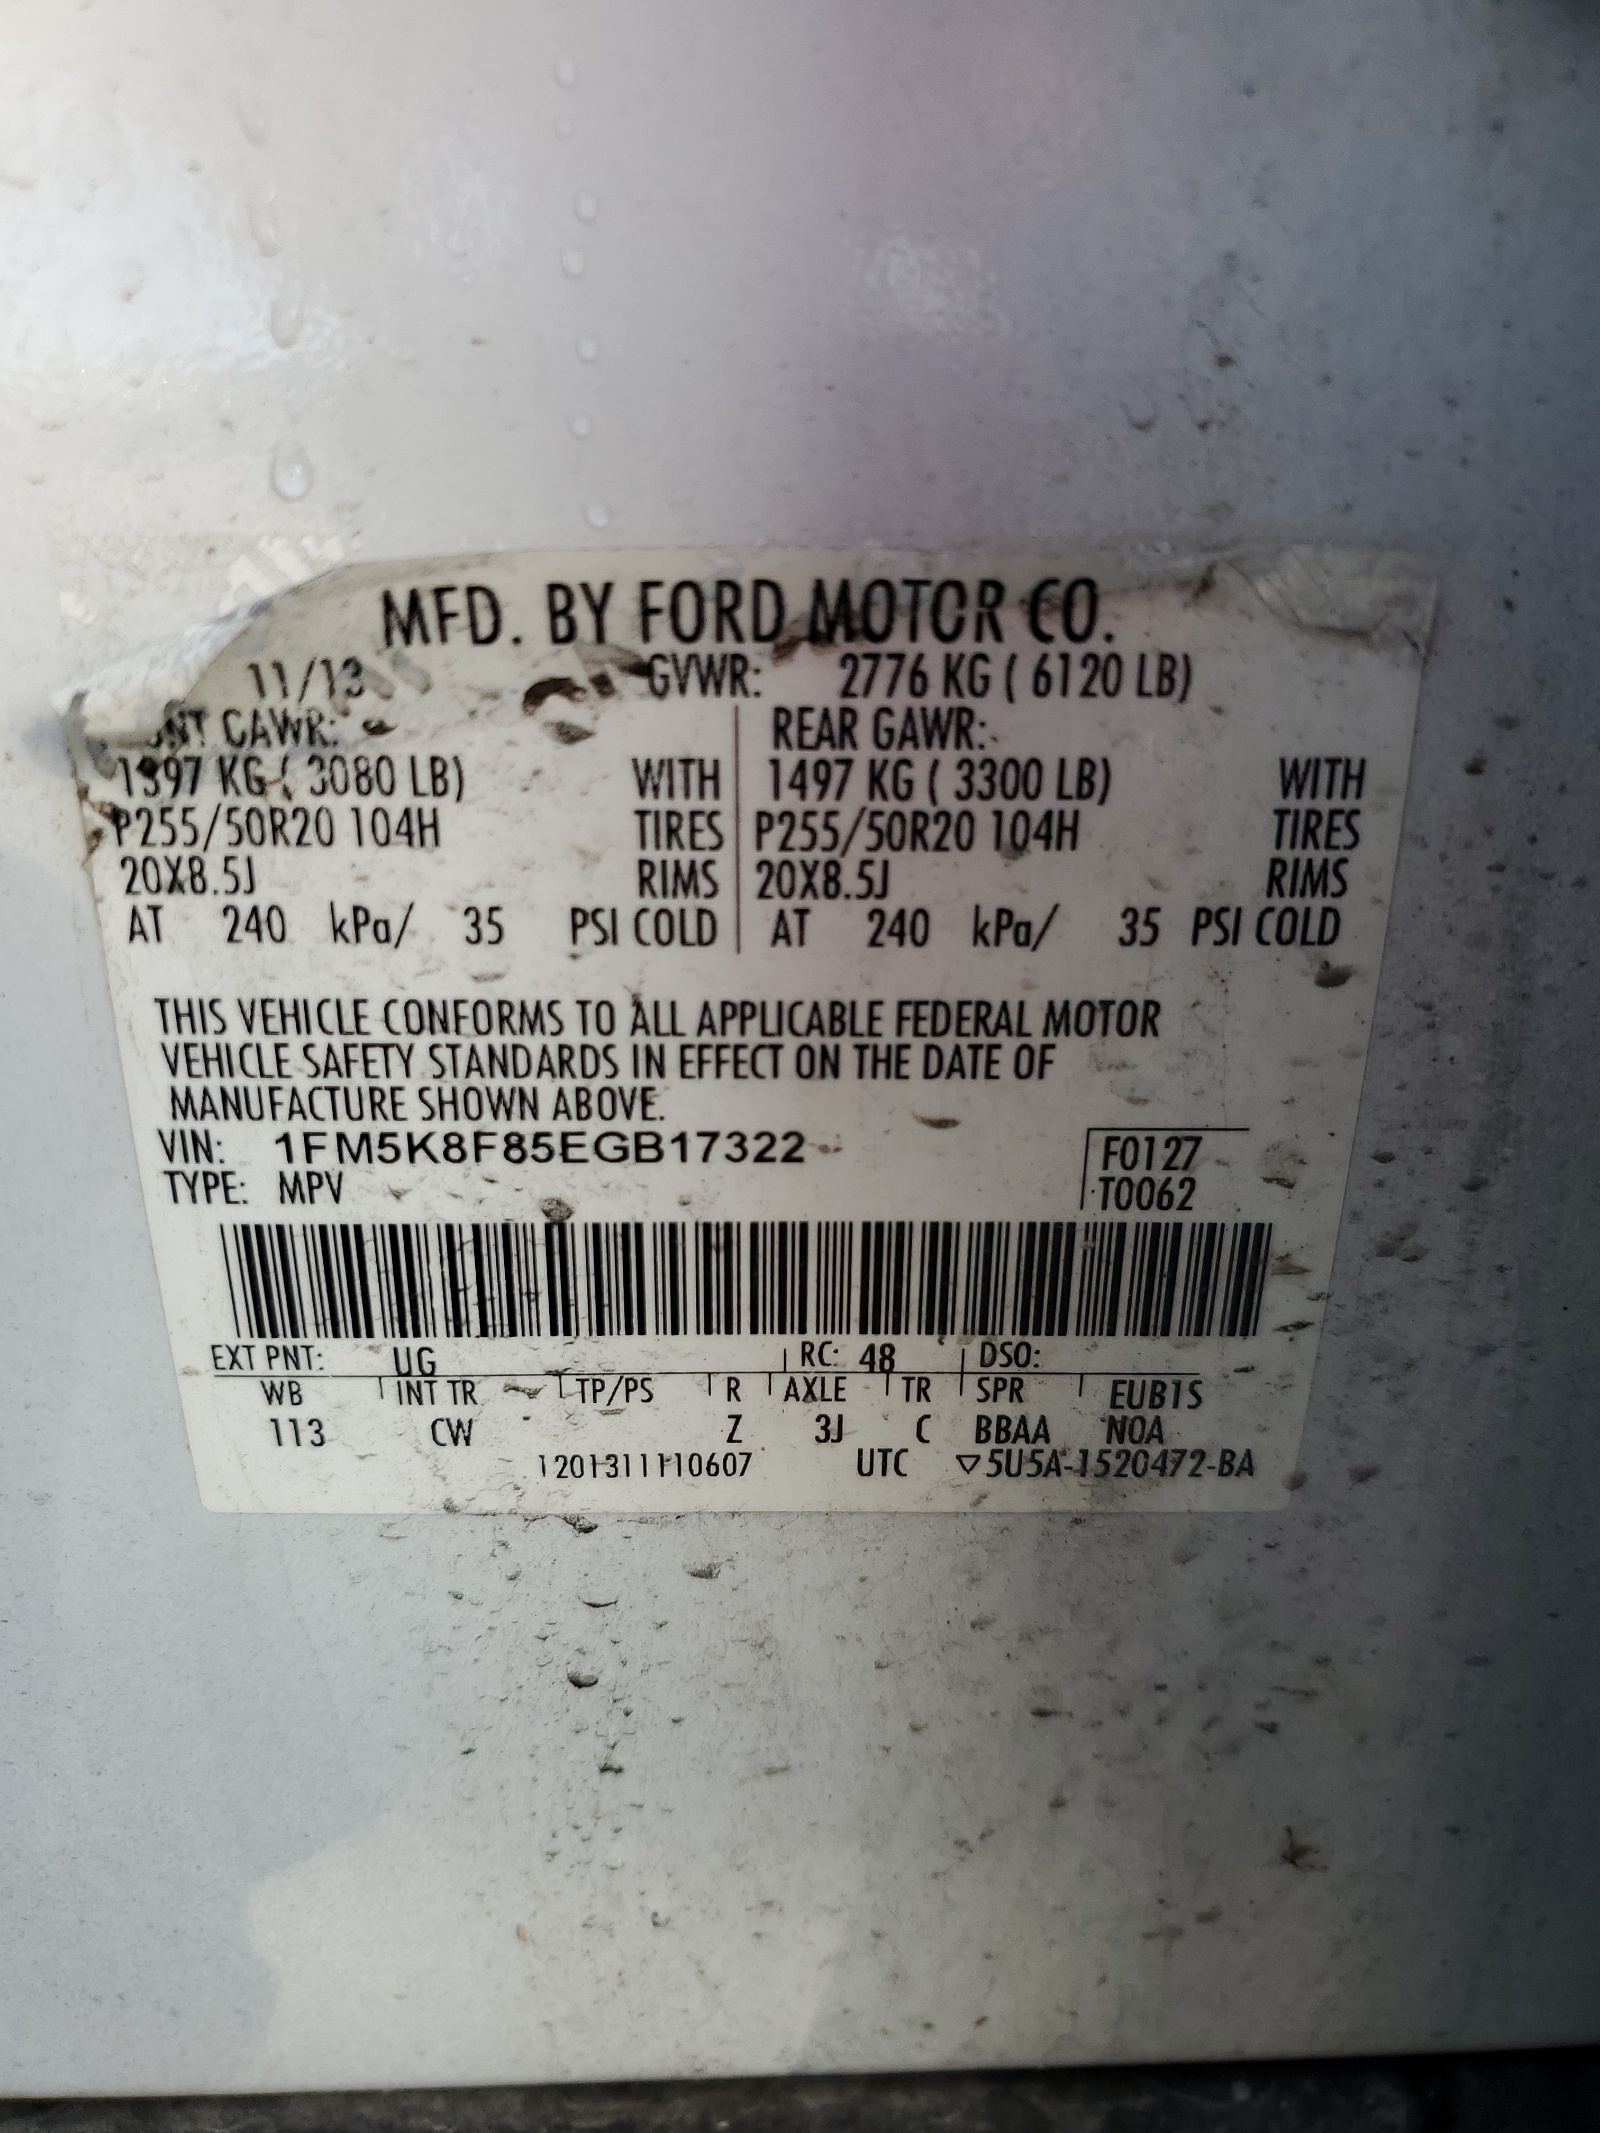 MFD. BY FORD MOTOR CO.
11/13 GVWR: 2776 KG ( 6120 LB)
GAWR: REAR GAWR:
1397 KG ( 3080 LB) WITH 1497 KG ( 3300 LB) WITH
P255/50R20 104H TIRES P255/50R20 104H TIRES
20X8.5J RIMS 20X8.5J RIMS
AT 240 kPa/ 35 PSI COLD AT 240 kPa/ 35 PSI COLD
THIS VEHICLE CONFORMS TO ALL APPLICABLE FEDERAL MOTOR
VEHICLE SAFETY STANDARDS IN EFFECT ON THE DATE OF
MANUFACTURE SHOWN ABOVE.
VIN: 1FM5K8F85EGB17322 F0127
TYPE: MPV T0062
EXT PNT: UG RC: 48 DSO:
WB INT TR TP/PS R AXLE TR SPR EUB1S
113 CW Z 3J C BBAA NOA
1201311110607 UTC ▽5U5A-1520472-BA